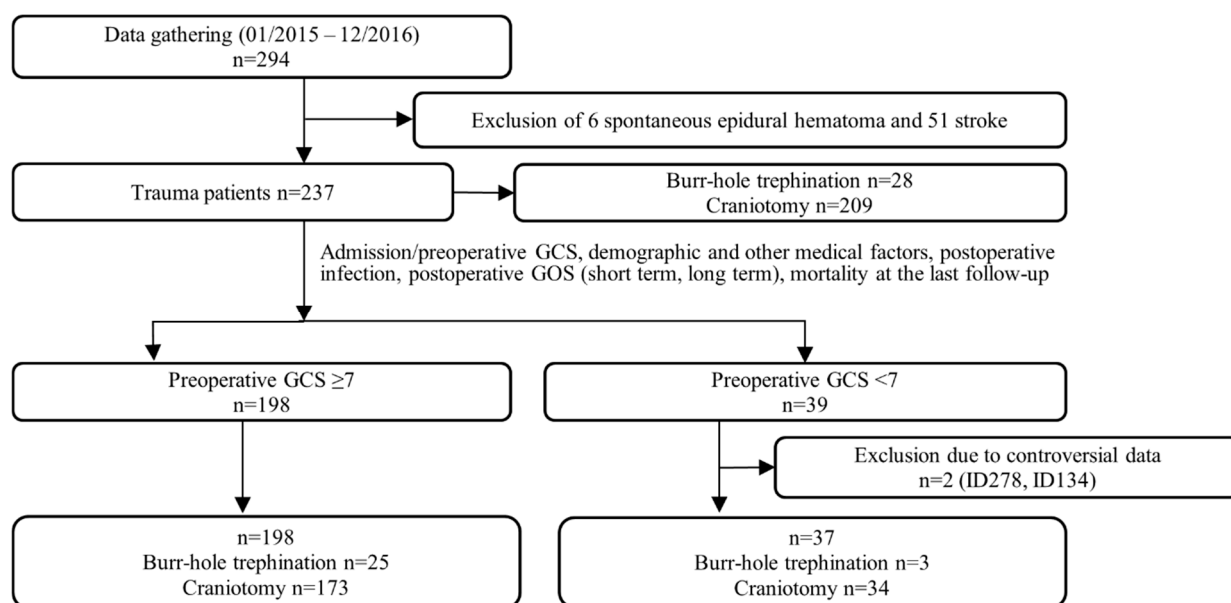 Data gathering (01/2015 – 12/2016)
n=294
Exclusion of 6 spontaneous epidural hematoma and 51 stroke
Trauma patients n=237
Burr-hole trephination n=28
Craniotomy n=209
Admission/preoperative GCS, demographic and other medical factors, postoperative
infection, postoperative GOS (short term, long term), mortality at the last follow-up
Preoperative GCS ≥7
n=198
Preoperative GCS <7
n=39
Exclusion due to controversial data
n=2 (ID278, ID134)
n=198
Burr-hole trephination n=25
Craniotomy n=173
n=37
Burr-hole trephination n=3
Craniotomy n=34